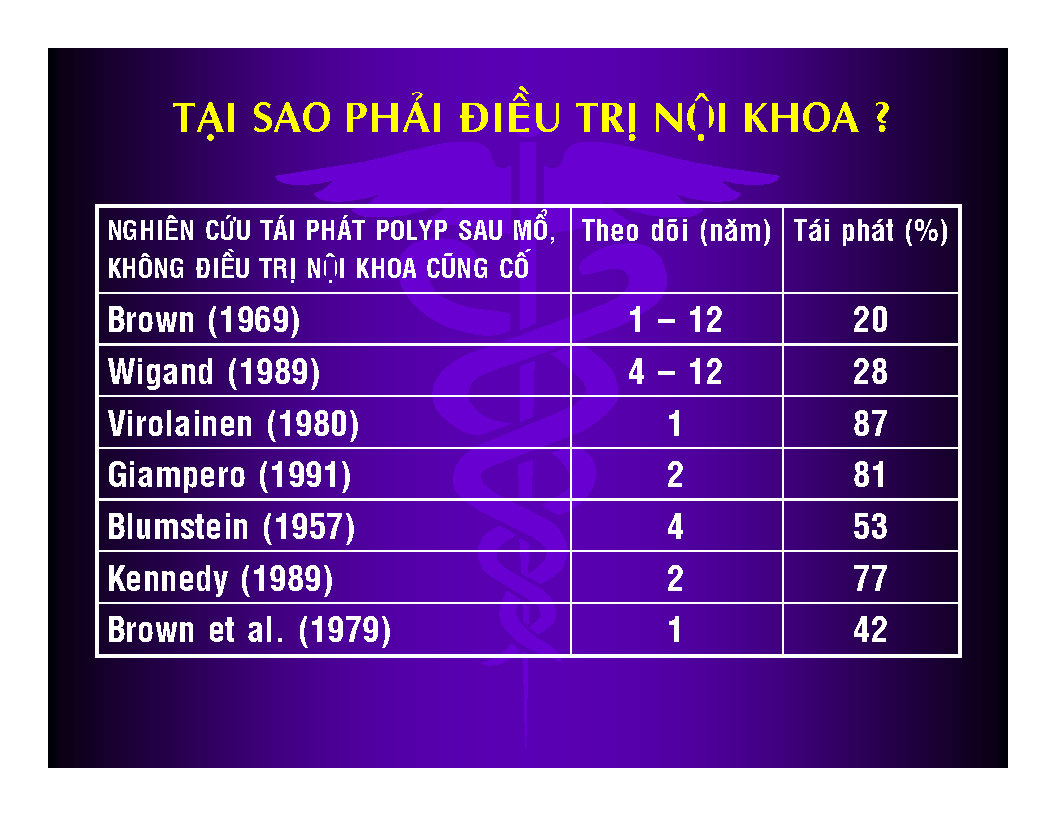 TẠI SAO PHẢI ĐIỀU TRỊ NỘI KHOA ?
NGHIÊN CỨU TÁI PHÁT POLYP SAU MỔ, Theo dõi (năm) Tái phát (%)
KHÔNG ĐIỀU TRỊ NỘI KHOA CŨNG CỐ
Brown (1969) 1 – 12 20
Wigand (1989) 4 – 12 28
Virolainen (1980) 1 87
Giampero (1991) 2 81
Blumstein (1957) 4 53
Kennedy (1989) 2 77
Brown et al. (1979) 1 42